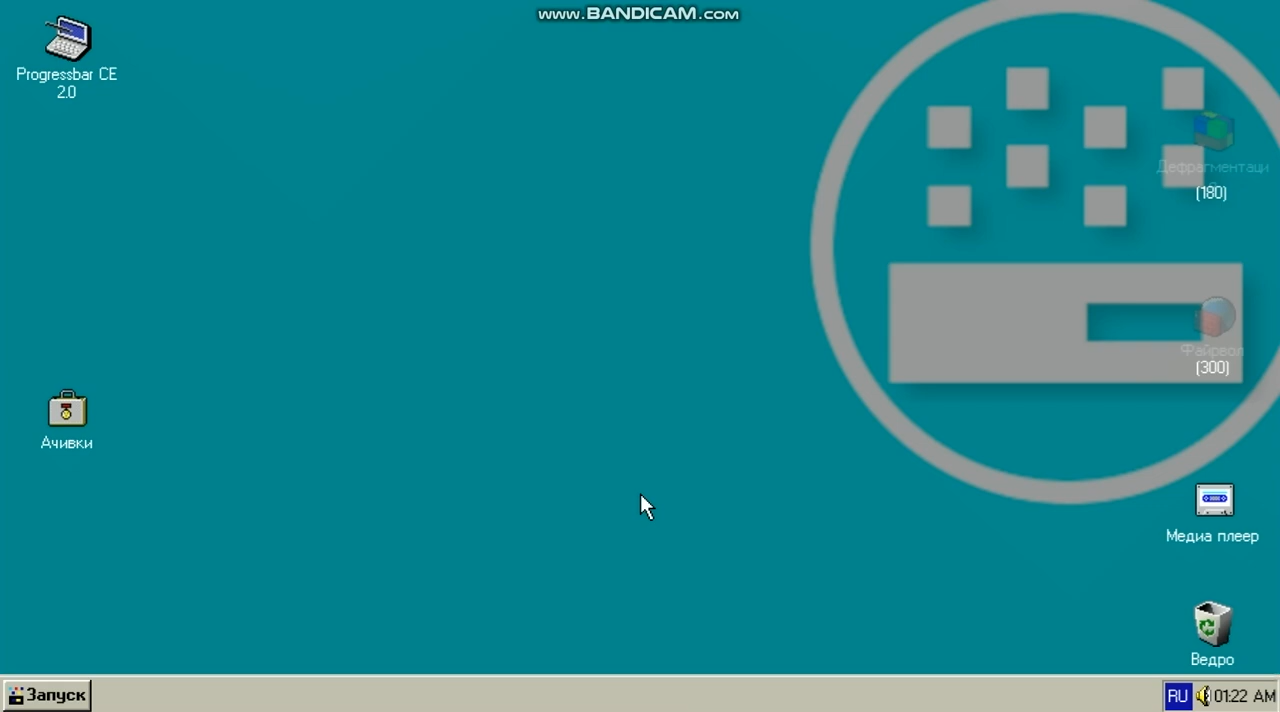 www.BANDICAM.com
Progressbar CE
2.0
Дефрагментаци
(180)
Файрвол
(300)
Ачивки
Медиа плеер
Ведро
Запуск
RU
01:22 AM